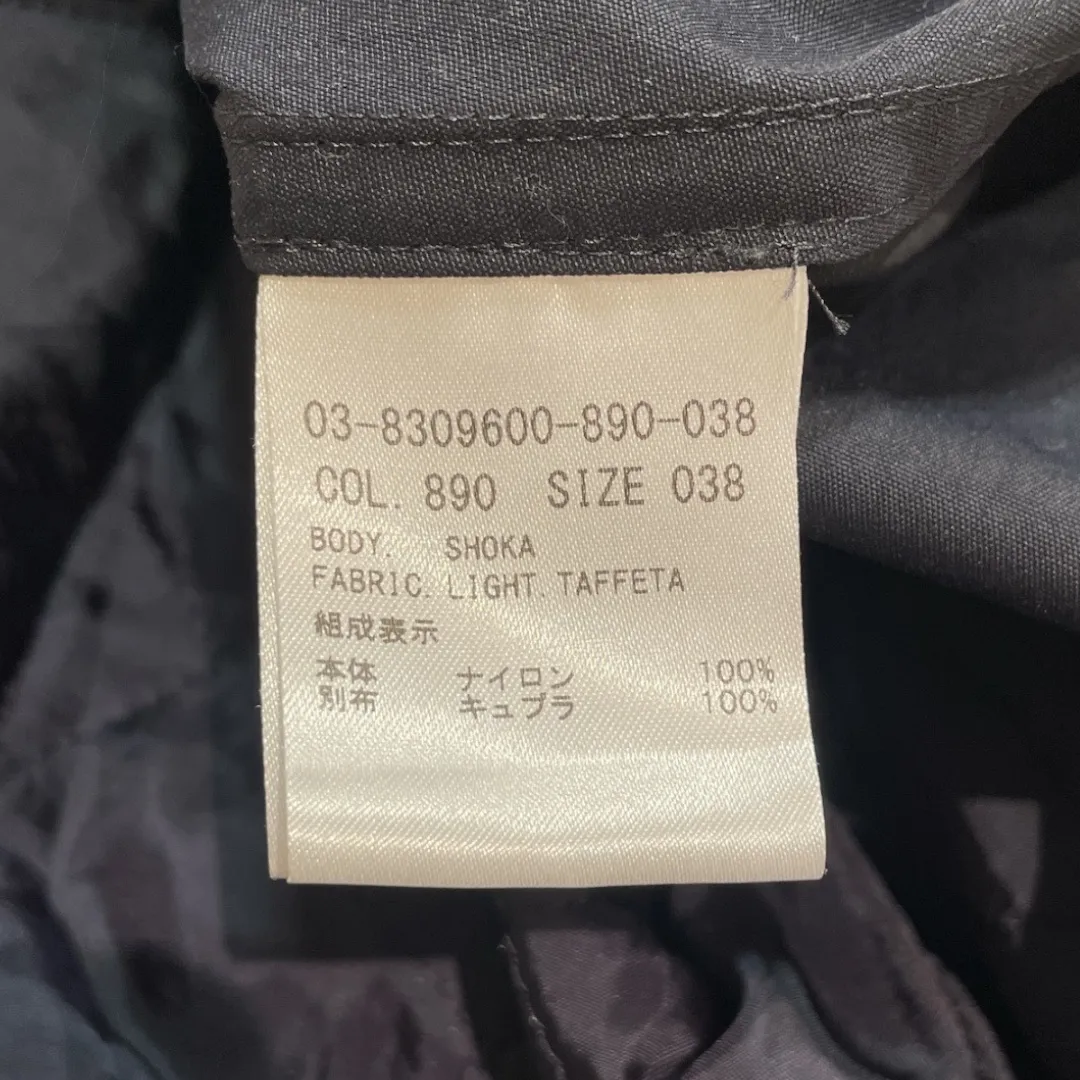 03-8309600-890-038
COL. 890 SIZE 038
BODY. SHOKA
FABRIC. LIGHT. TAFFETA
組成表示
本体 ナイロン 100%
別布 キュプラ 100%